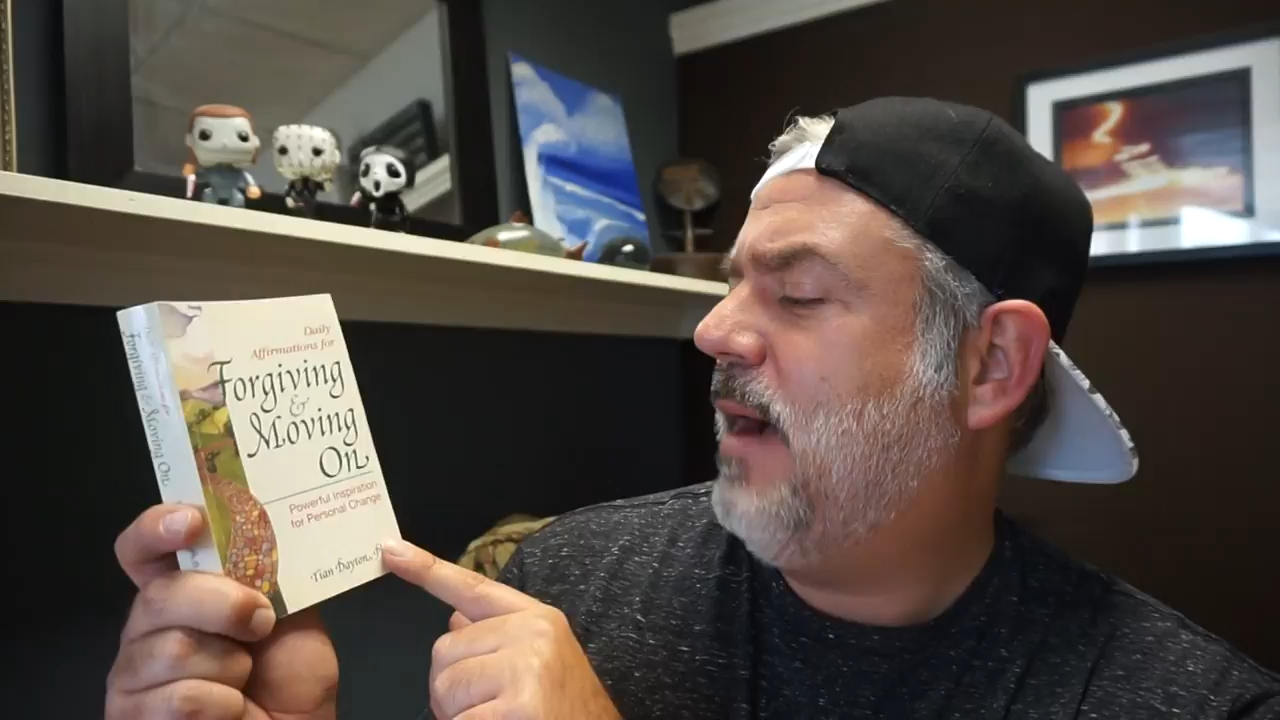 Daily
Affirmations for
Forgiving
&
Moving
On
Powerful Inspiration
for Personal Change
Tian Dayton,
Forgiving & Moving On